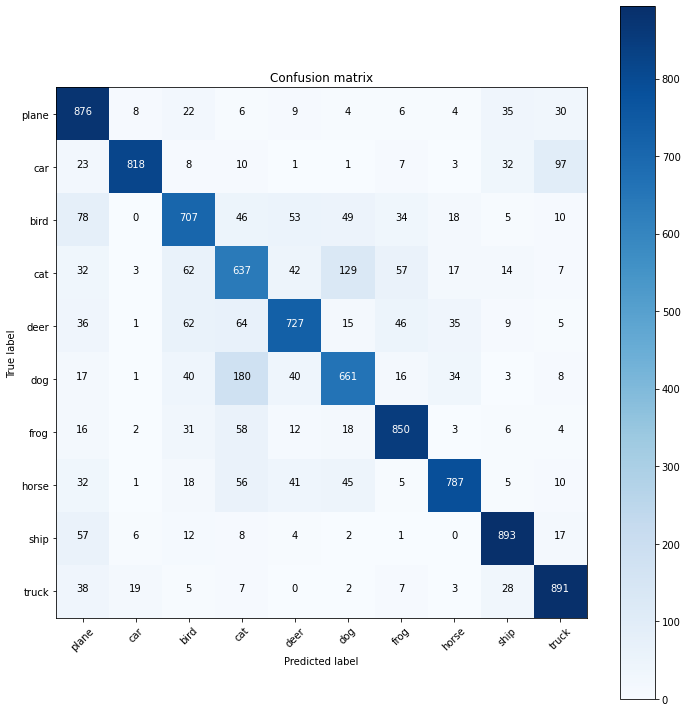 Confusion matrix
plane 876 8 22 6 9 4 6 4 35 30
car 23 818 8 10 1 1 7 3 32 97
bird 78 0 707 46 53 49 34 18 5 10
cat 32 3 62 637 42 129 57 17 14 7
deer 36 1 62 64 727 15 46 35 9 5
dog 17 1 40 180 40 661 16 34 3 8
frog 16 2 31 58 12 18 850 3 6 4
horse 32 1 18 56 41 45 5 787 5 10
ship 57 6 12 8 4 2 1 0 893 17
truck 38 19 5 7 0 2 7 3 28 891
plane car bird cat deer dog frog horse ship truck
Predicted label
True label
800
700
600
500
400
300
200
100
0